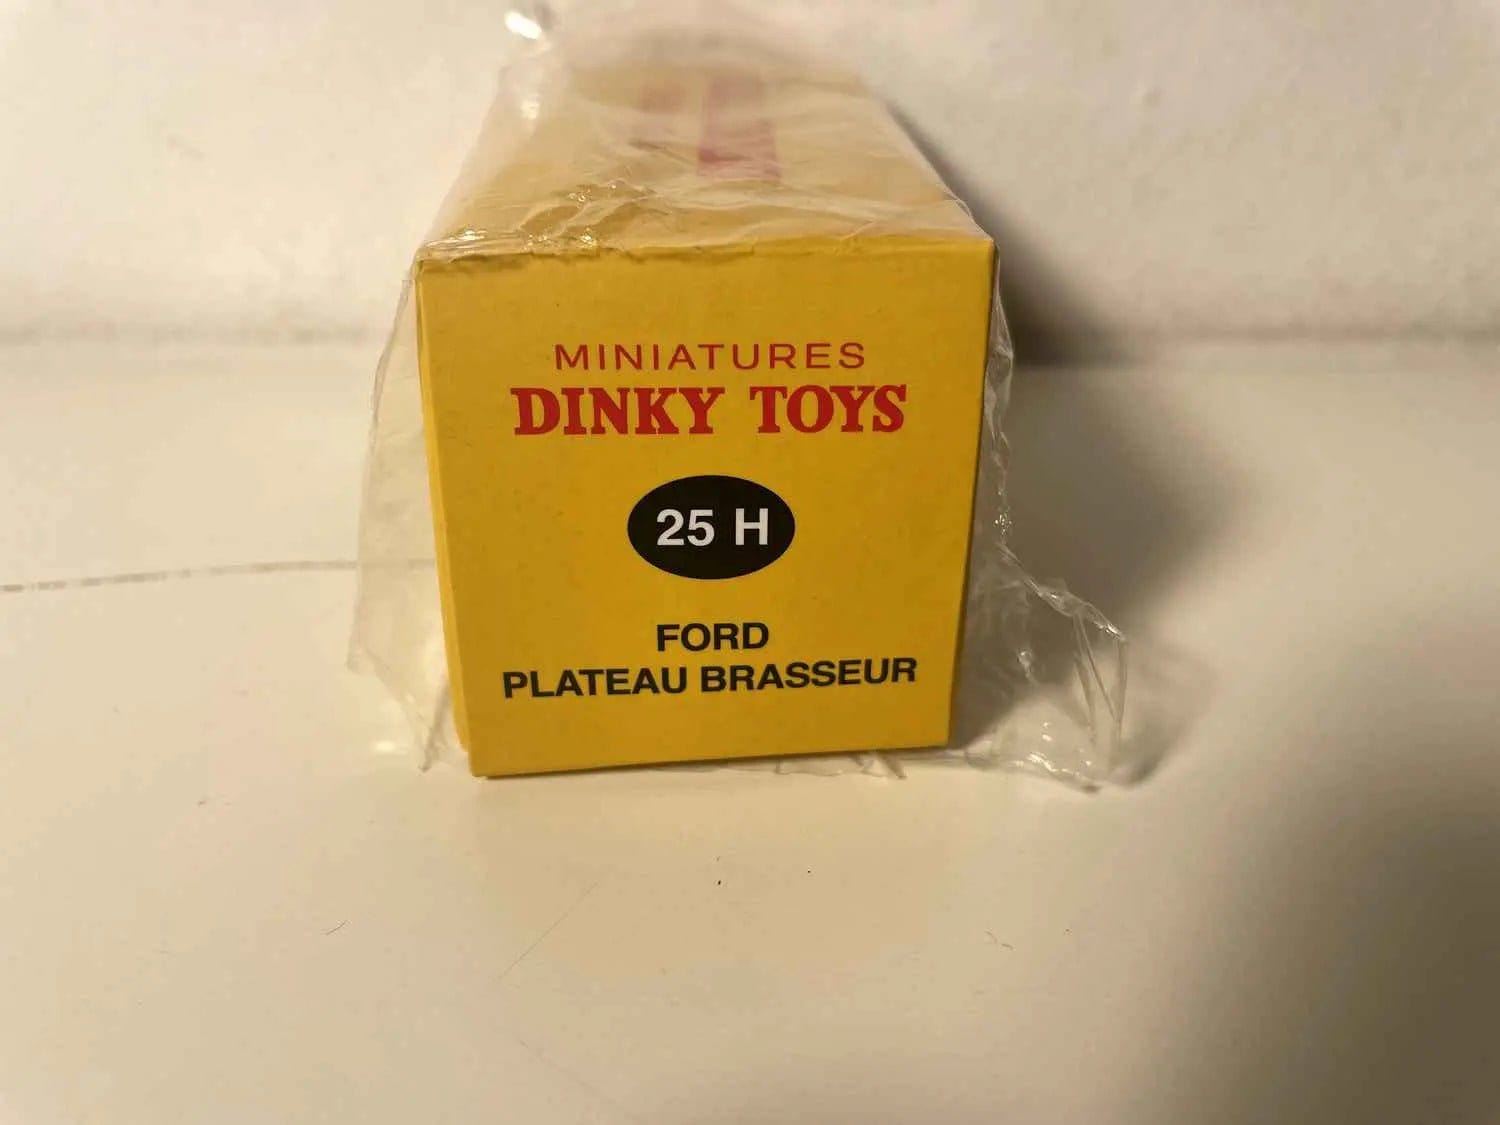 MINIATURES
DINKY TOYS
25 H
FORD
PLATEAU BRASSEUR